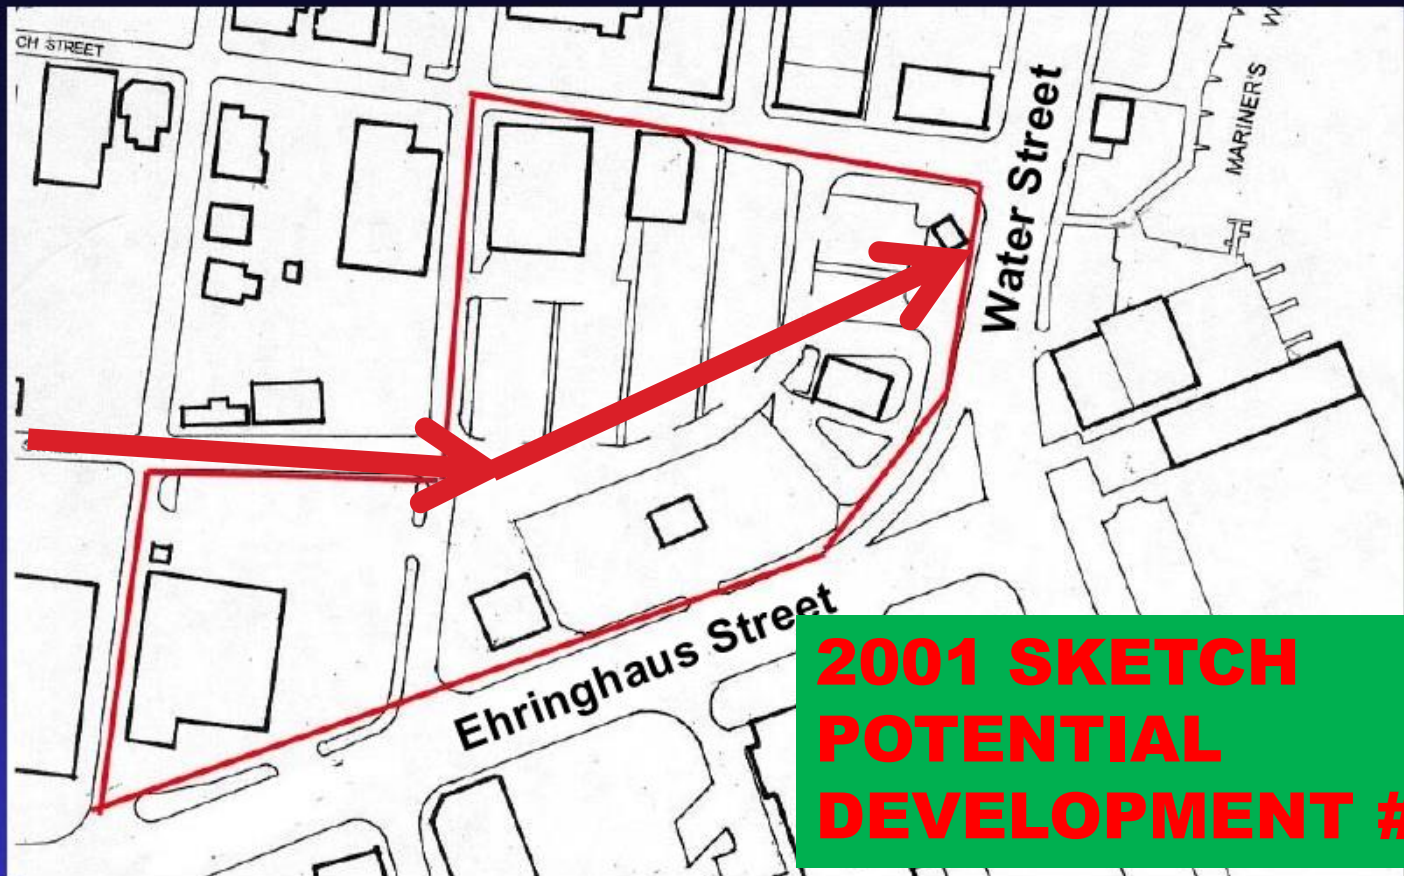 CH STREET
W
MARINER'S
Water Street
Ehringhaus Street
2001 SKETCH
POTENTIAL
DEVELOPMENT #